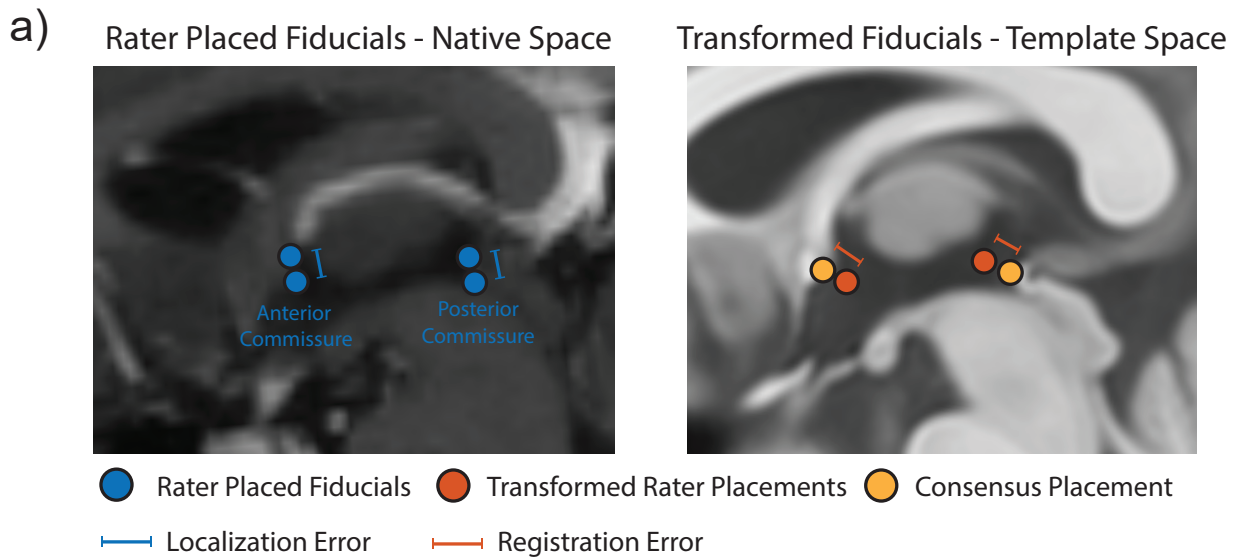 a)
Rater Placed Fiducials - Native Space
Transformed Fiducials - Template Space
Anterior
Commissure
Posterior
Commissure
Rater Placed Fiducials
Transformed Rater Placements
Consensus Placement
Localization Error
Registration Error